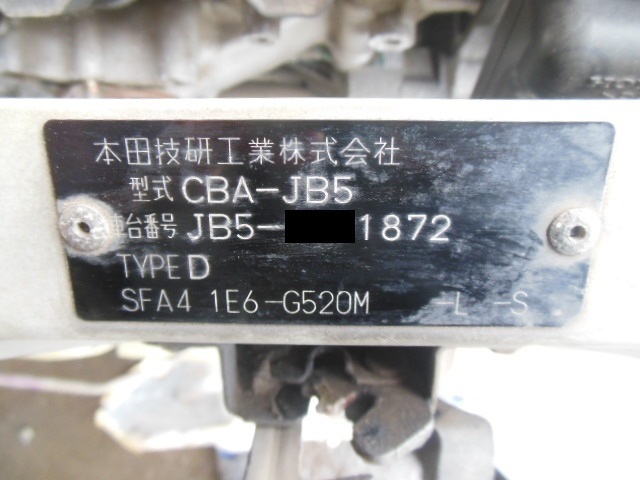 本田技研工業株式会社
型式 CBA-JB5
車台番号 JB5- 1872
TYPE D
SFA4 1E6-G520M -L -S